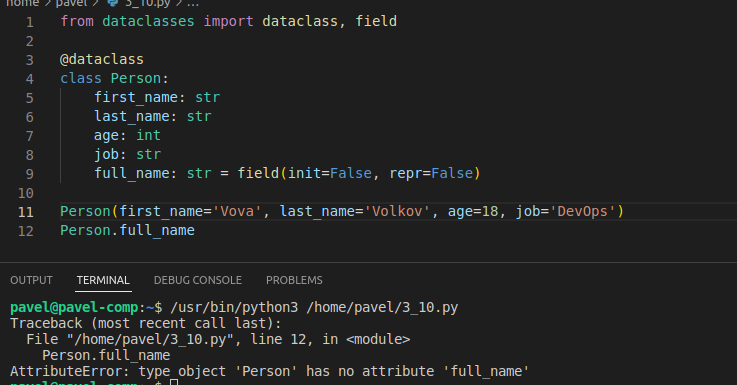 home > pavel > 3_10.py > ...
1 from dataclasses import dataclass, field
2
3 @dataclass
4 class Person:
5     first_name: str
6     last_name: str
7     age: int
8     job: str
9     full_name: str = field(init=False, repr=False)
10
11 Person(first_name='Vova', last_name='Volkov', age=18, job='DevOps')
12 Person.full_name
OUTPUT TERMINAL DEBUG CONSOLE PROBLEMS
pavel@pavel-comp:~$ /usr/bin/python3 /home/pavel/3_10.py
Traceback (most recent call last):
  File "/home/pavel/3_10.py", line 12, in <module>
    Person.full_name
AttributeError: type object 'Person' has no attribute 'full_name'
pavel@pavel-comp:~$